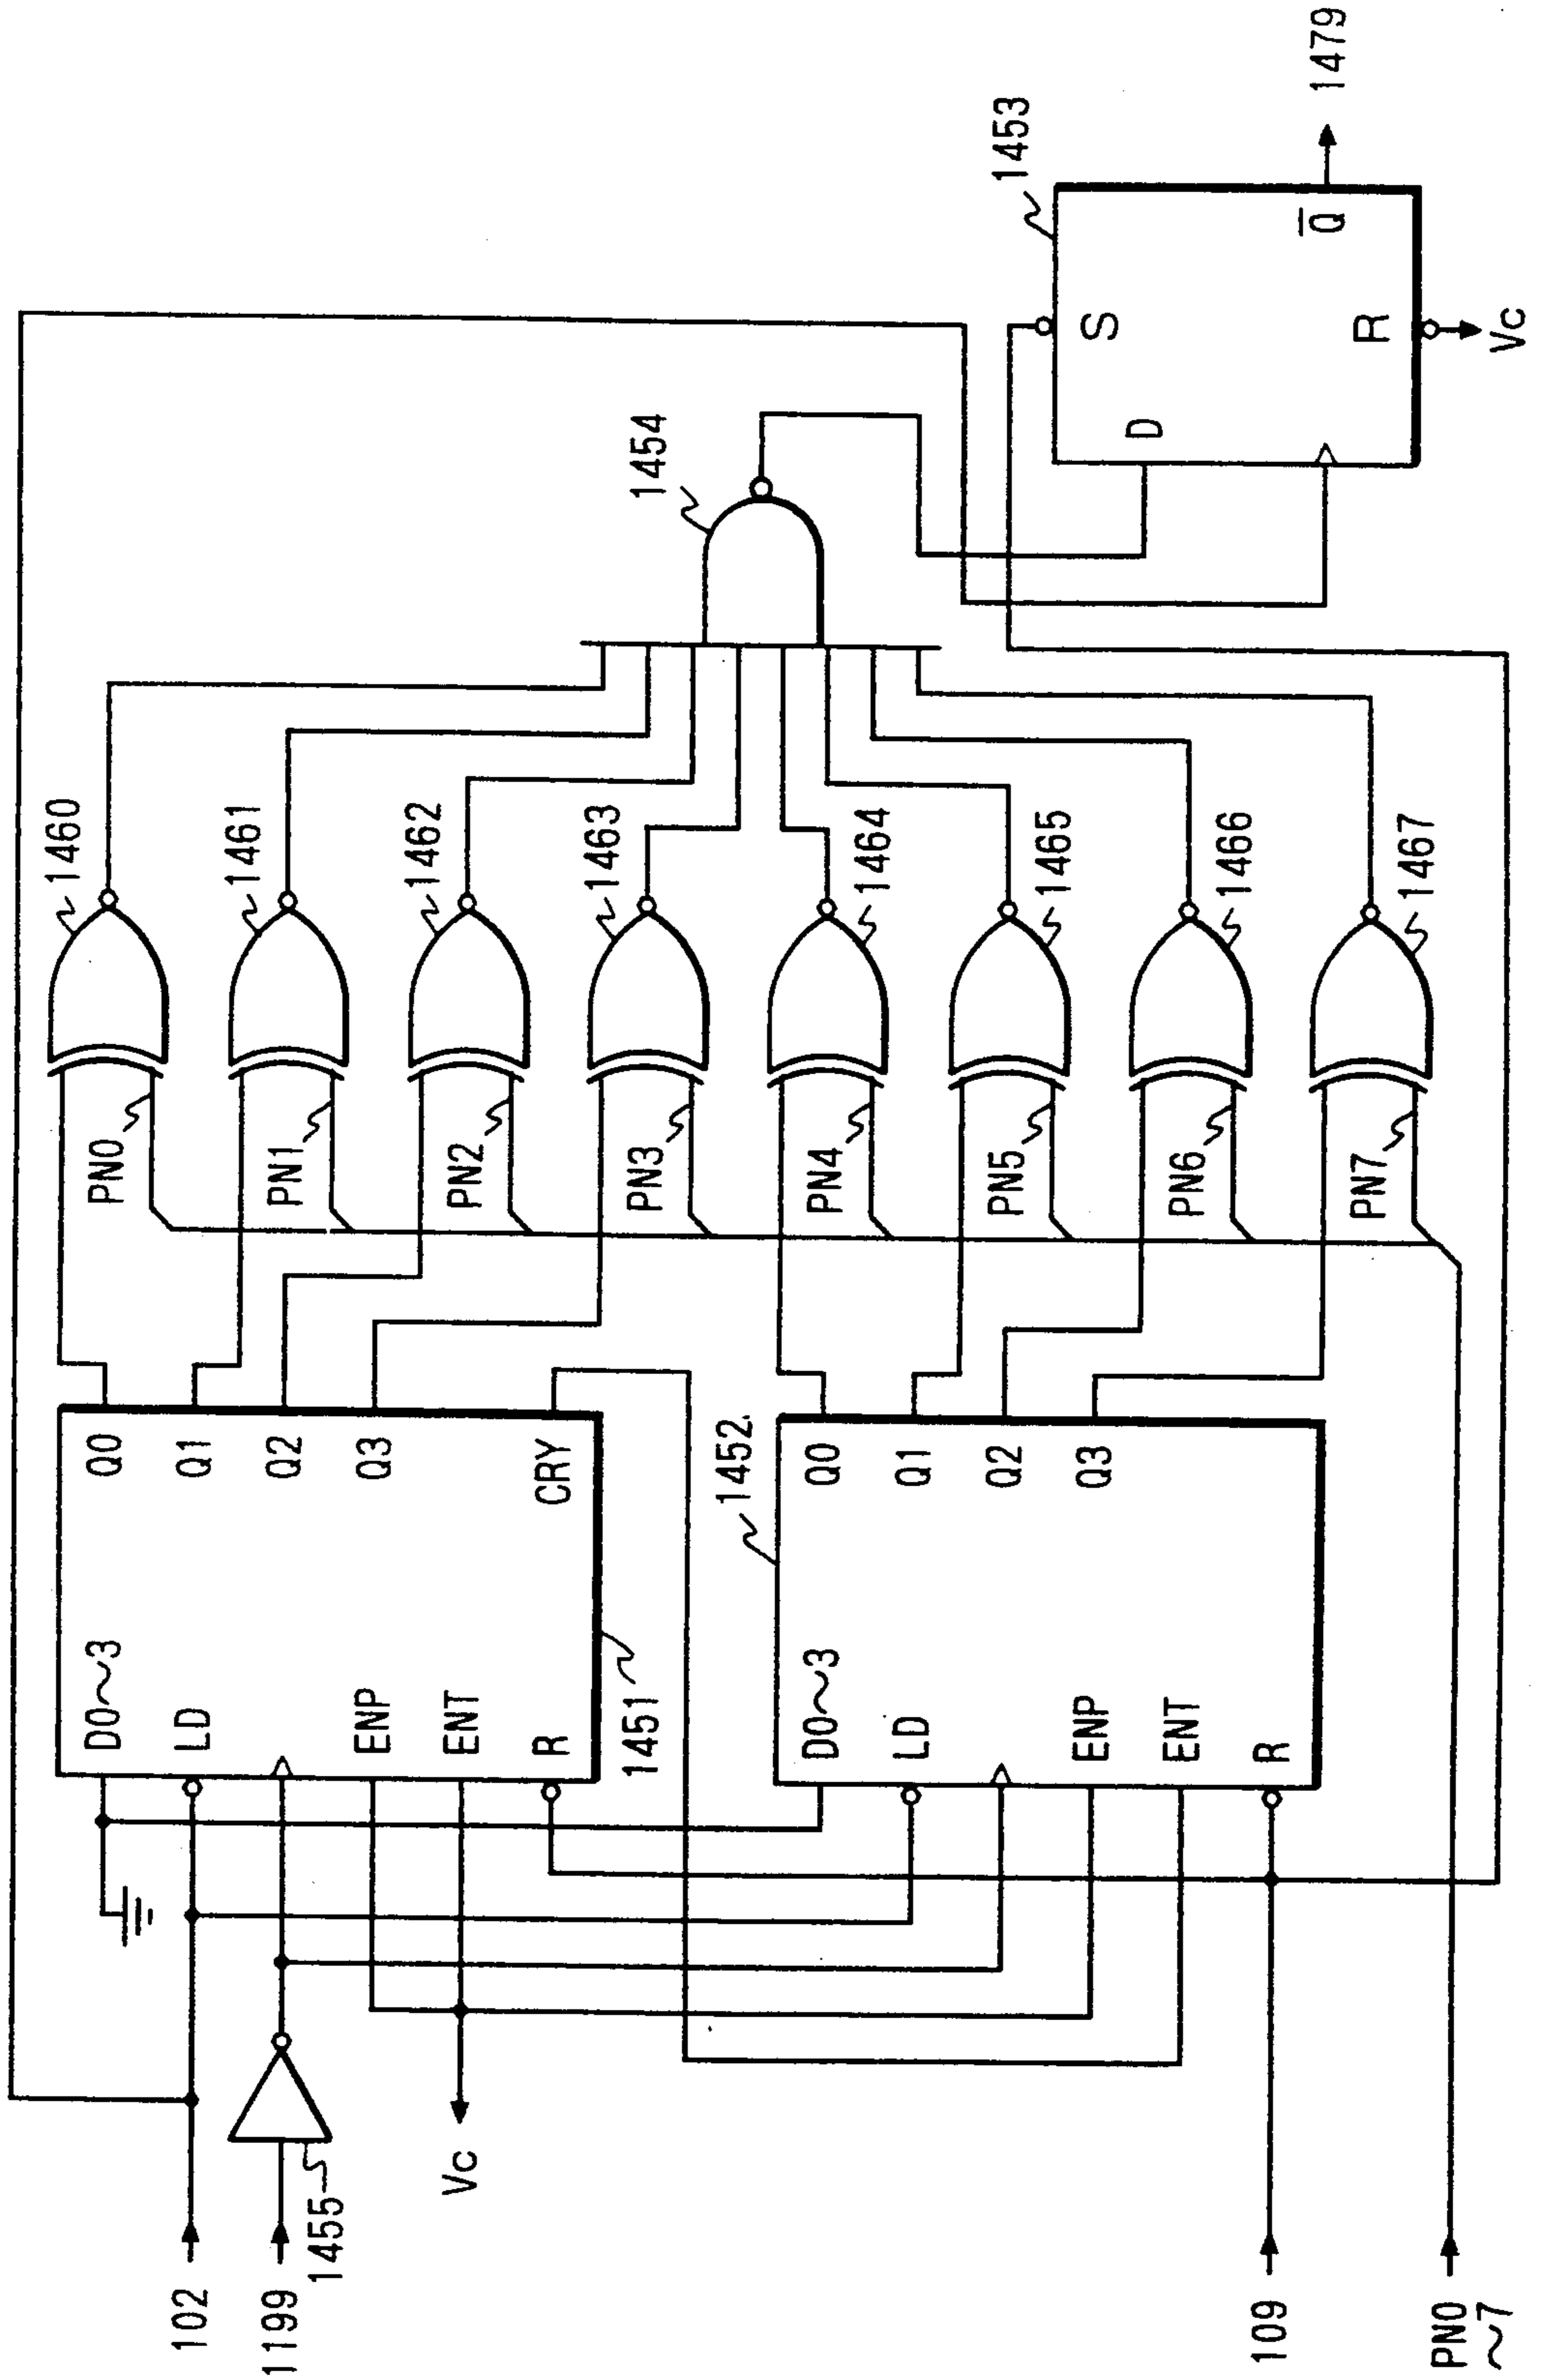 102
1199
1455
Vc
109
PN0
~7
D0~3
LD
ENP
ENT
R
Q0
Q1
Q2
Q3
CRY
1451
D0~3
LD
ENP
ENT
R
Q0
Q1
Q2
Q3
1452
PN0
PN1
PN2
PN3
PN4
PN5
PN6
PN7
1460
1461
1462
1463
1464
1465
1466
1467
1454
1453
S
D
R
Q̅
Vc
1479